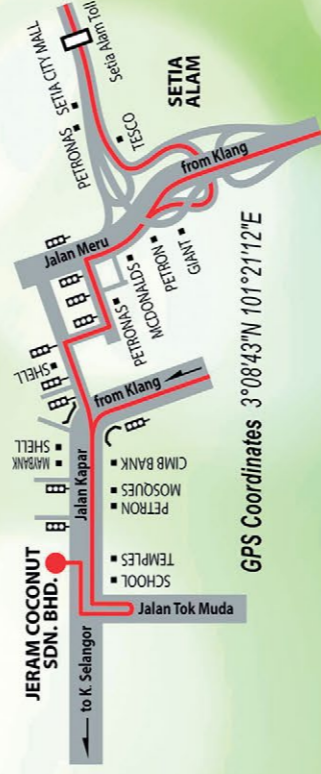 JERAM COCONUT
SDN. BHD.
to K. Selangor
Jalan Tok Muda
SCHOOL
TEMPLES
PETRON
MOSQUES
CIMB BANK
Jalan Kapar
MAYBANK
SHELL
SHELL
from Klang
PETRONAS
MCDONALDS
PETRON
GIANT
Jalan Meru
from Klang
PETRONAS
SETIA CITY MALL
TESCO
Setia Alam Toll
SETIA
ALAM
GPS Coordinates 3°08'43"N 101°21'12"E